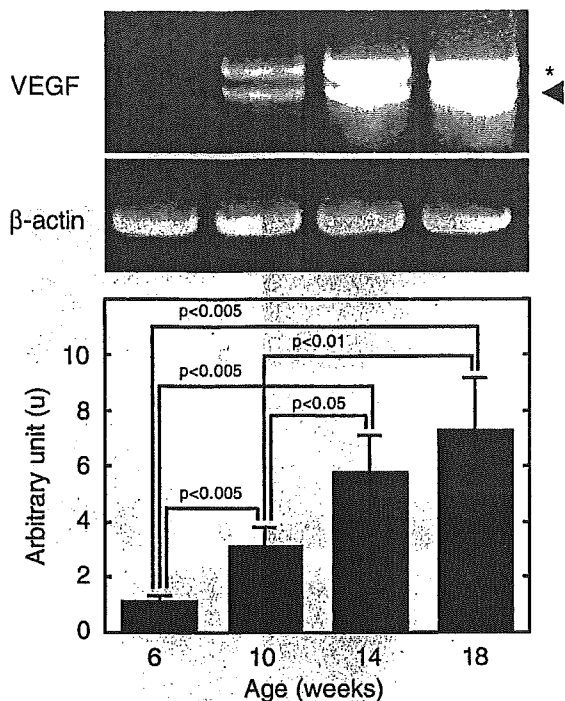 VEGF
*
β-actin
p<0.005
10
p<0.01
p<0.005
8
p<0.05
6
p<0.005
4
2
0
Arbitrary unit (u)
6 10 14 18
Age (weeks)